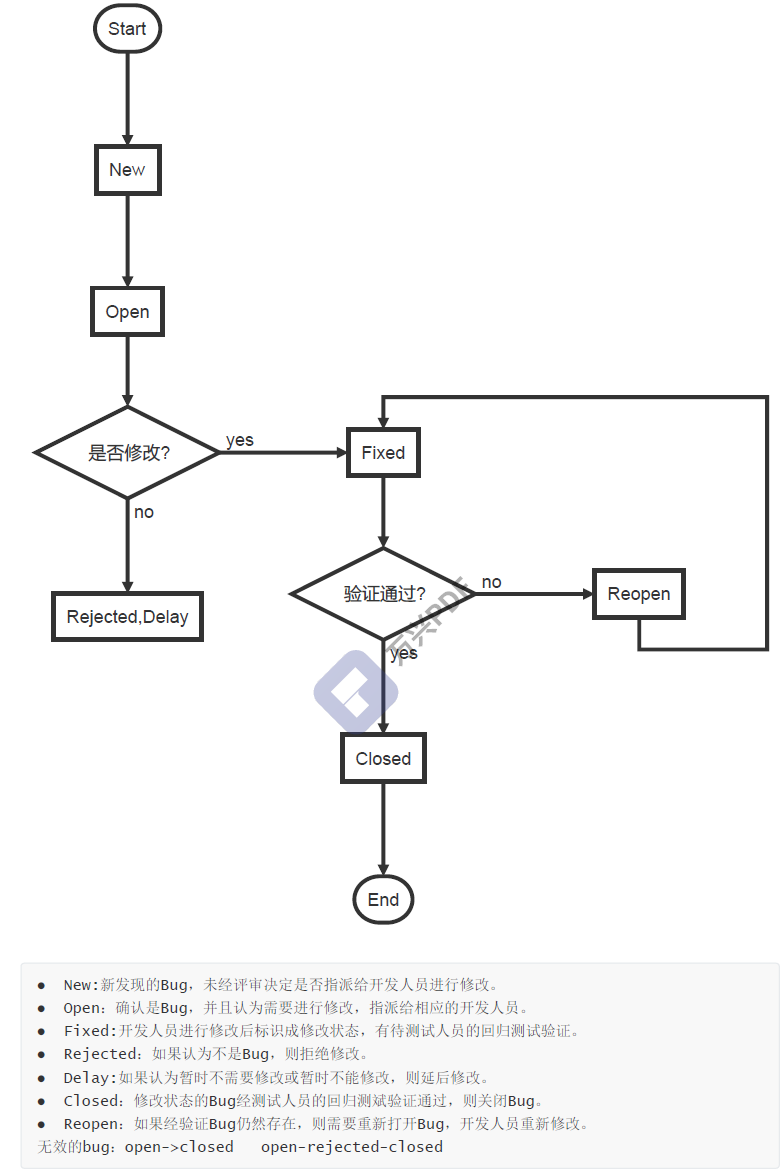 Start
New
Open
是否修改?
yes
Fixed
no
验证通过?
no
Reopen
Rejected,Delay
万兴PDF
yes
Closed
End
● New:新发现的Bug，未经评审决定是否指派给开发人员进行修改。
● Open：确认是Bug，并且认为需要进行修改，指派给相应的开发人员。
● Fixed:开发人员进行修改后标识成修改状态，有待测试人员的回归测试验证。
● Rejected：如果认为不是Bug，则拒绝修改。
● Delay:如果认为暂时不需要修改或暂时不能修改，则延后修改。
● Closed：修改状态的Bug经测试人员的回归测斌验证通过，则关闭Bug。
● Reopen：如果经验证Bug仍然存在，则需要重新打开Bug，开发人员重新修改。
无效的bug：open->closed open-rejected-closed